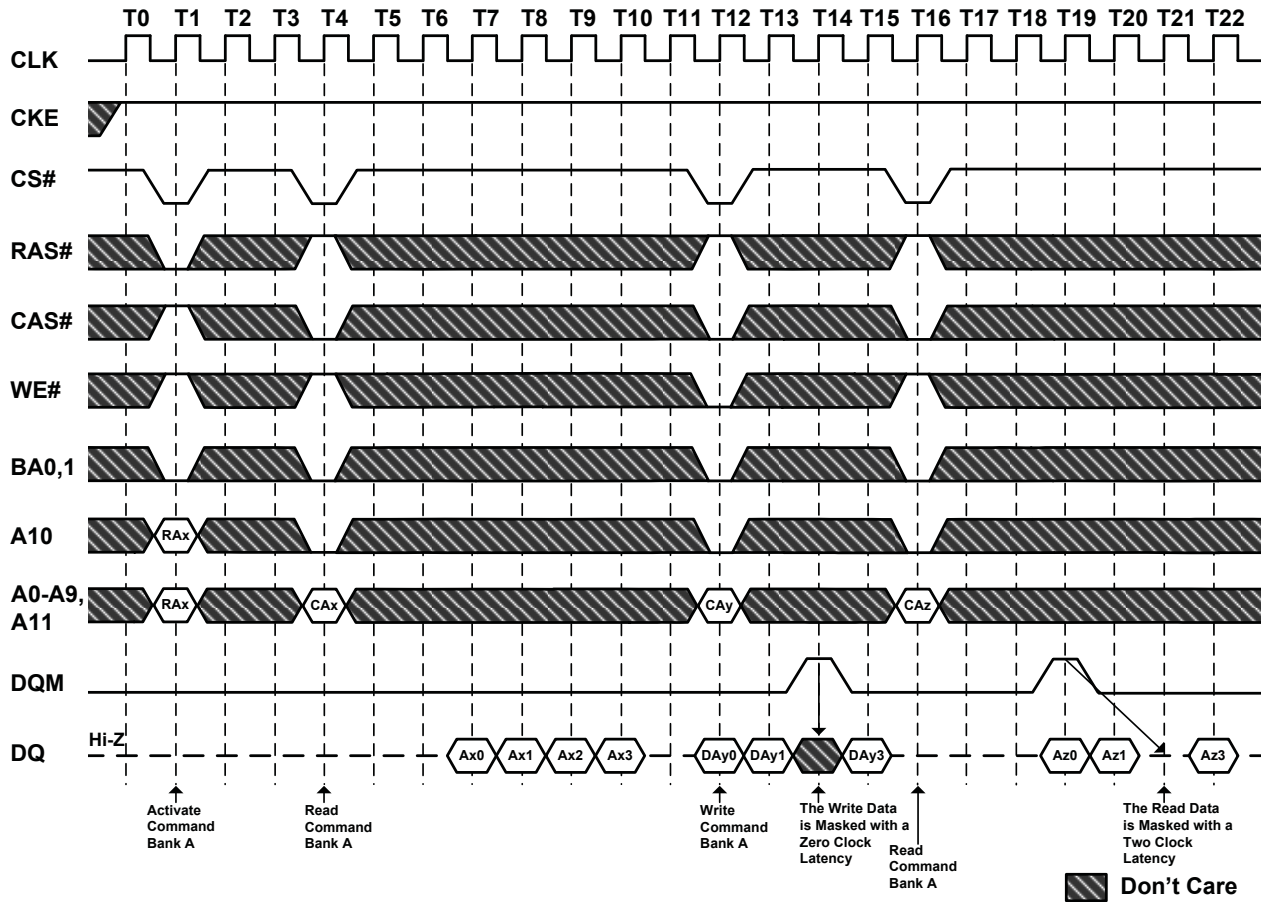 T0 T1 T2 T3 T4 T5 T6 T7 T8 T9 T10 T11 T12 T13 T14 T15 T16 T17 T18 T19 T20 T21 T22
CLK
CKE
CS#
RAS#
CAS#
WE#
BA0,1
A10 RAx
A0-A9,
A11
RAx CAx CAy CAz
DQM
DQ Hi-Z Ax0 Ax1 Ax2 Ax3 DAy0 DAy1 DAy3 Az0 Az1 Az3
Activate
Command
Bank A
Read
Command
Bank A
Write
Command
Bank A
The Write Data
is Masked with a
Zero Clock
Latency
Read
Command
Bank A
The Read Data
is Masked with a
Two Clock
Latency
Don't Care